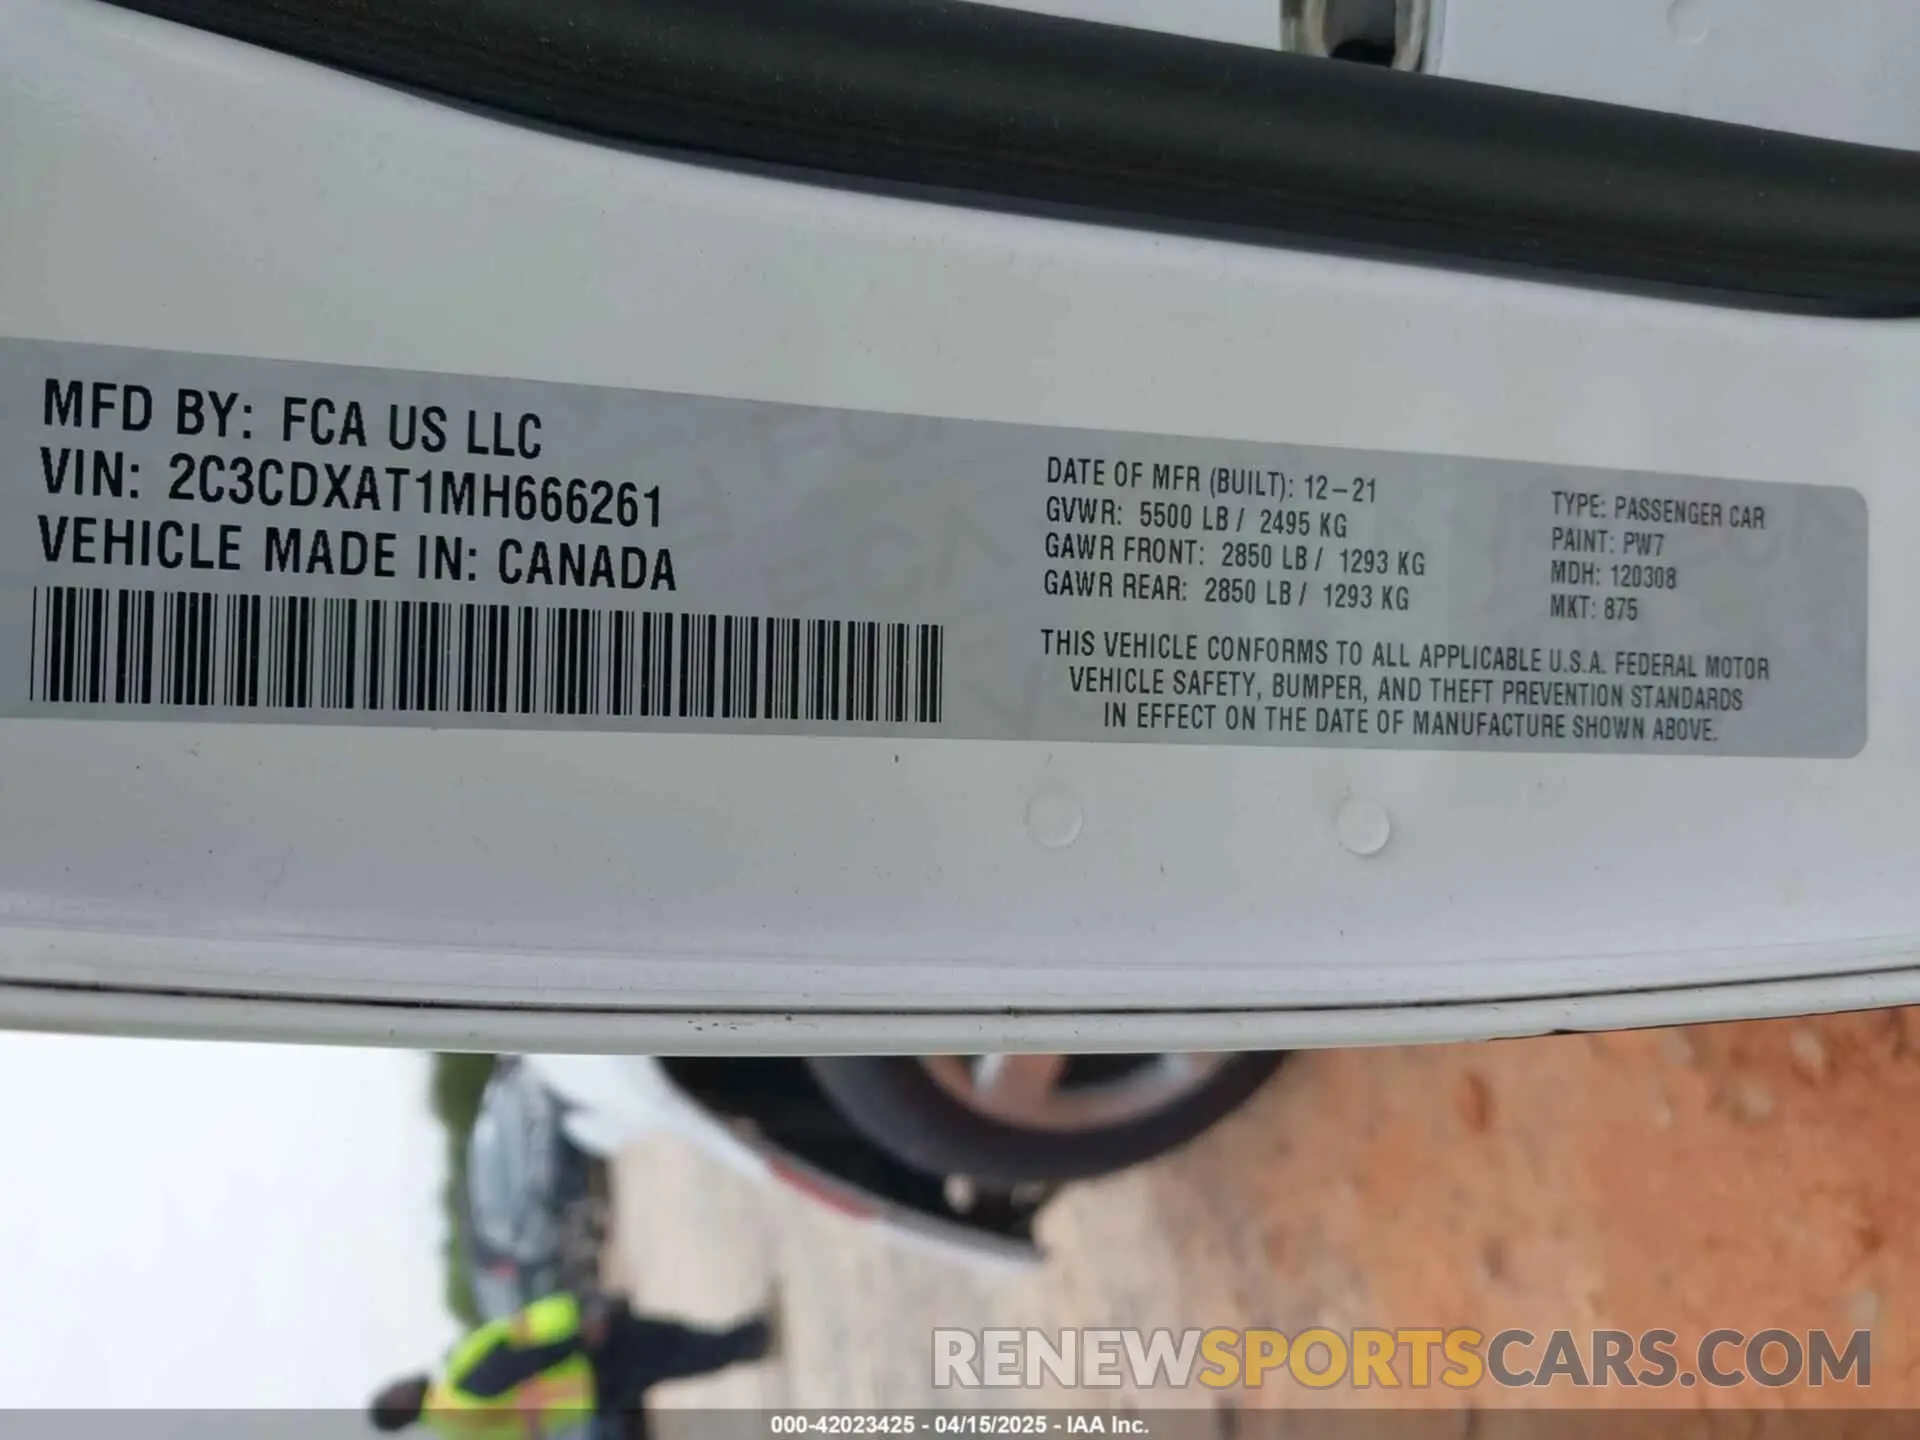 MFD BY: FCA US LLC
VIN: 2C3CDXAT1MH666261
VEHICLE MADE IN: CANADA
DATE OF MFR (BUILT): 12-21
GVWR: 5500 LB / 2495 KG
GAWR FRONT: 2850 LB / 1293 KG
GAWR REAR: 2850 LB / 1293 KG
TYPE: PASSENGER CAR
PAINT: PW7
MDH: 120308
MKT: 875
THIS VEHICLE CONFORMS TO ALL APPLICABLE U.S.A. FEDERAL MOTOR
VEHICLE SAFETY, BUMPER, AND THEFT PREVENTION STANDARDS
IN EFFECT ON THE DATE OF MANUFACTURE SHOWN ABOVE.
RENEWSPORTSCARS.COM
000-42023425 - 04/15/2025 - IAA Inc.